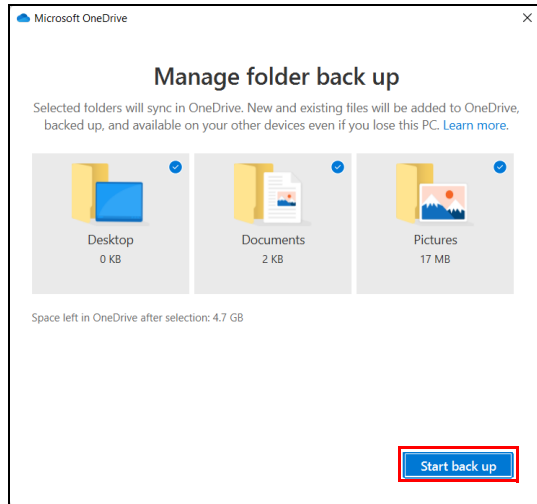 Microsoft OneDrive
Manage folder back up
Selected folders will sync in OneDrive. New and existing files will be added to OneDrive,
backed up, and available on your other devices even if you lose this PC. Learn more.
Desktop
0 KB
Documents
2 KB
Pictures
17 MB
Space left in OneDrive after selection: 4.7 GB
Start back up